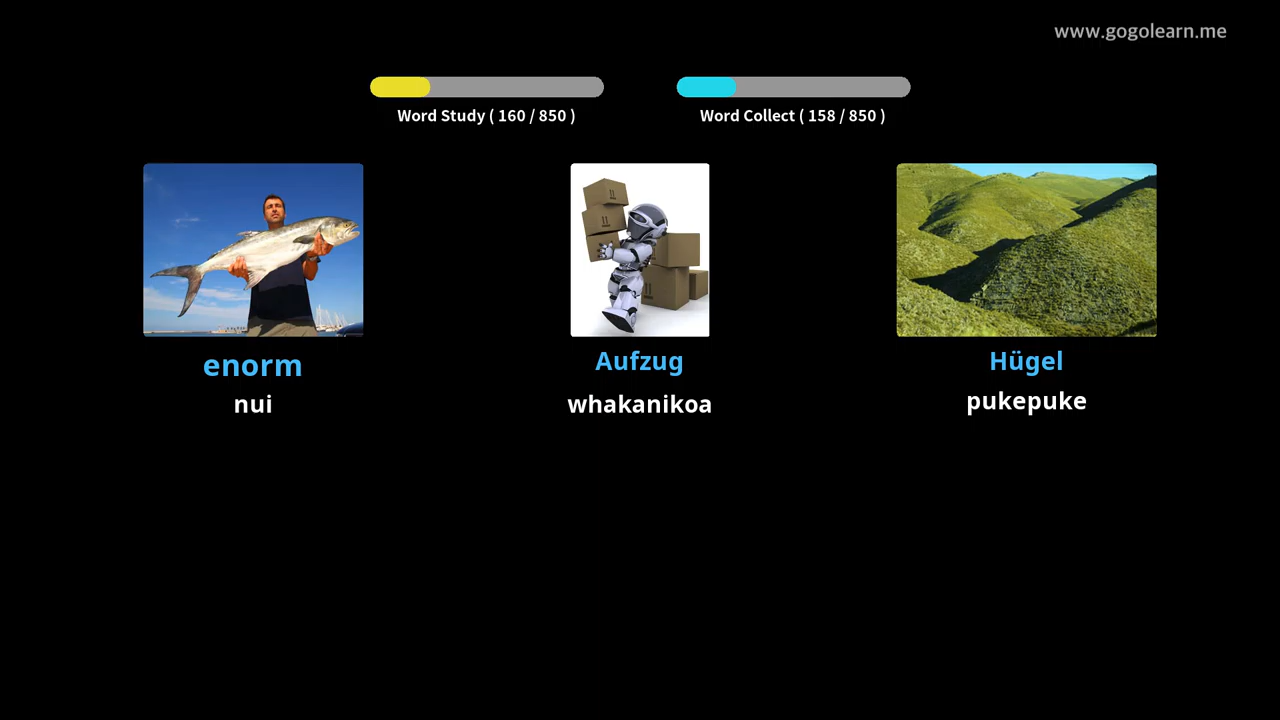 www.gogolearn.me
Word Study ( 160 / 850 )
Word Collect ( 158 / 850 )
enorm
nui
Aufzug
whakanikoa
Hügel
pukepuke